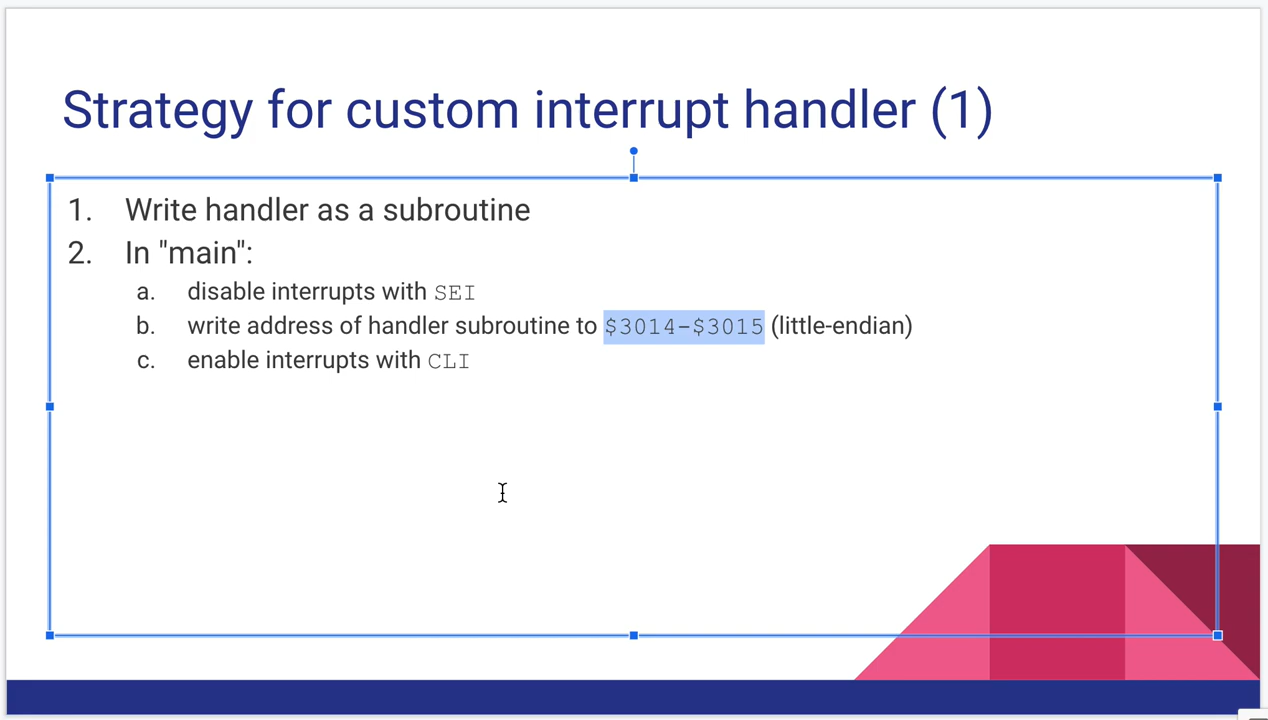 Strategy for custom interrupt handler (1)
1. Write handler as a subroutine
2. In "main":
a. disable interrupts with SEI
b. write address of handler subroutine to $3014-$3015 (little-endian)
c. enable interrupts with CLI